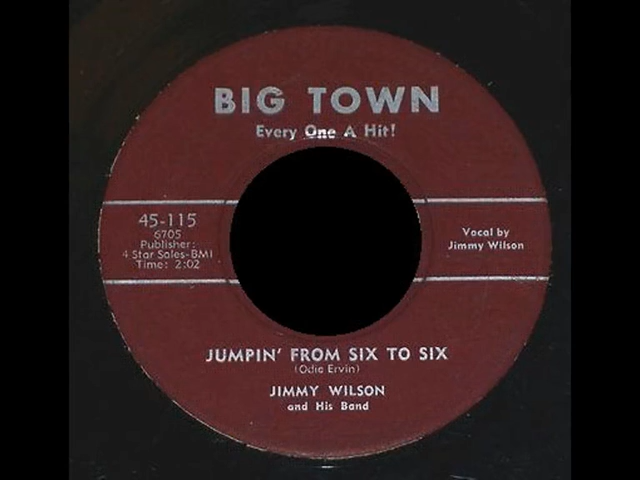 BIG TOWN
Every One A Hit!
45-115
6705
Publisher:
4 Star Sales-BMI
Time: 2:02
Vocal by
Jimmy Wilson
JUMPIN' FROM SIX TO SIX
(Odie Ervin)
JIMMY WILSON
and His Band